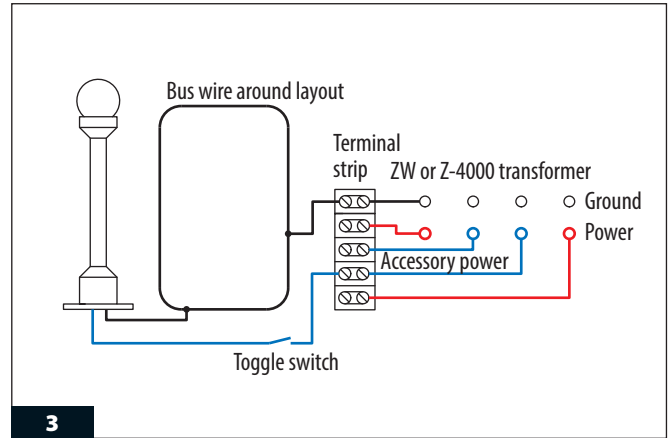 Bus wire around layout
Terminal
strip
ZW or Z-4000 transformer
Ground
Power
Accessory power
Toggle switch
3